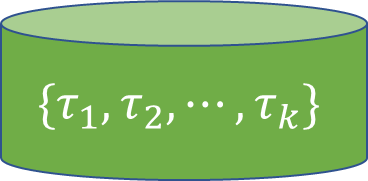 {τ₁, τ₂, ⋯, τₖ}